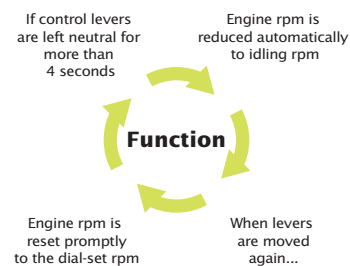 If control levers
are left neutral for
more than
4 seconds
Engine rpm is
reduced automatically
to idling rpm
Function
Engine rpm is
reset promptly
to the dial-set rpm
When levers
are moved
again...